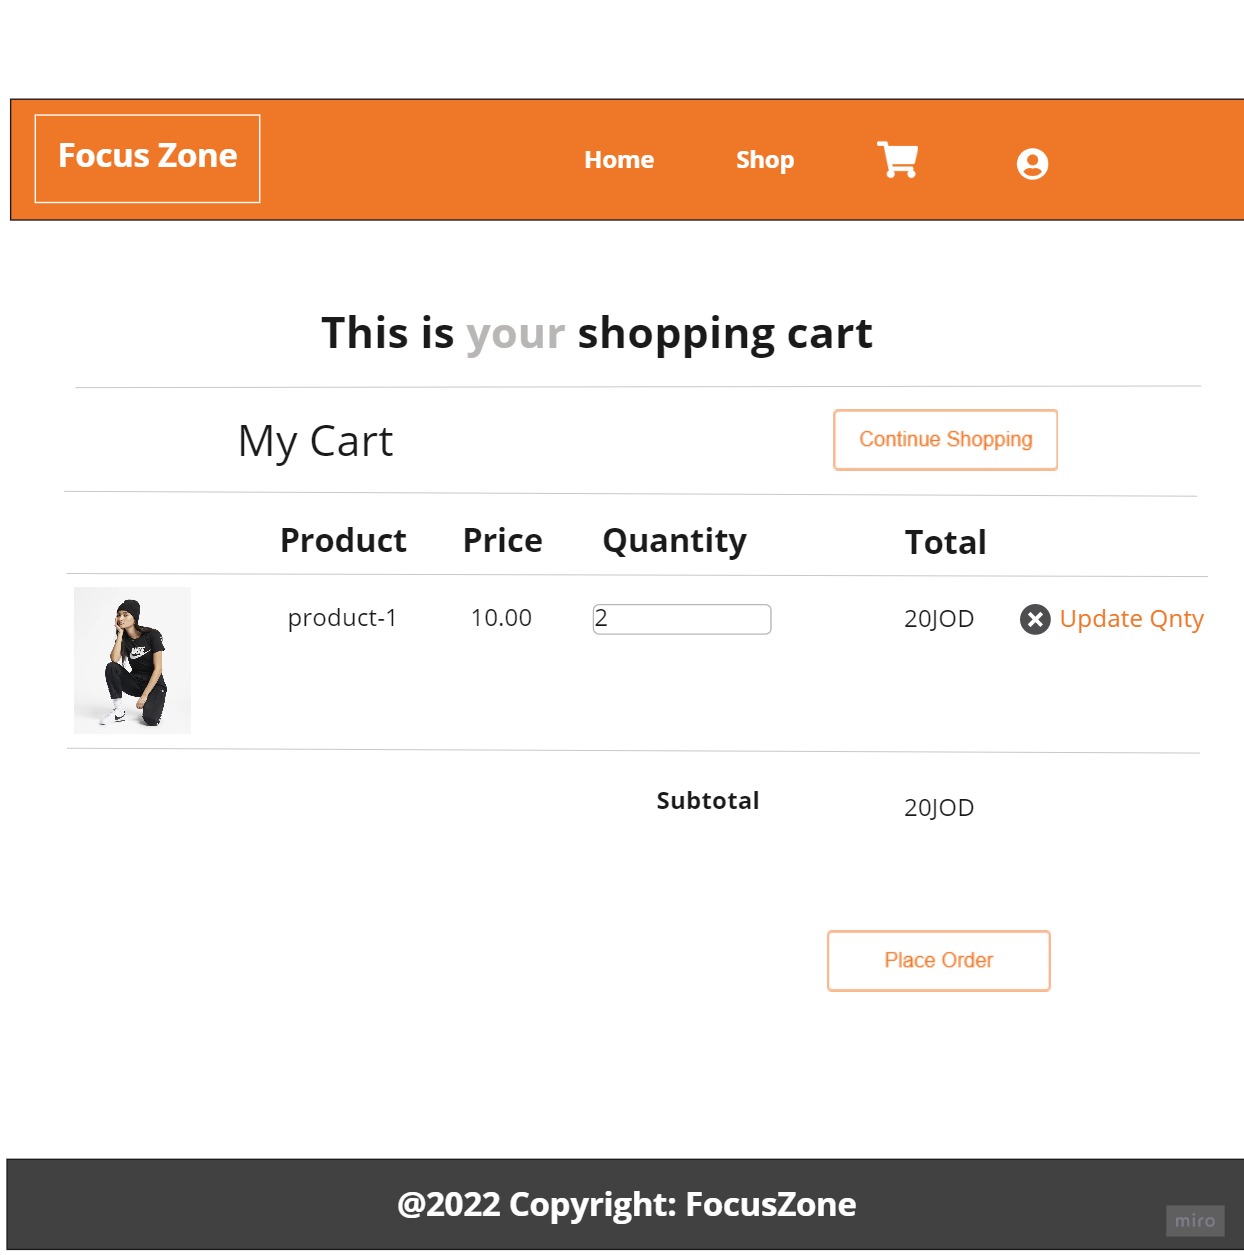 Focus Zone
Home Shop
This is your shopping cart
My Cart
Continue Shopping
Product Price Quantity Total
product-1 10.00 2 20JOD Update Qnty
NIKE
Subtotal 20JOD
Place Order
@2022 Copyright: FocusZone
miro